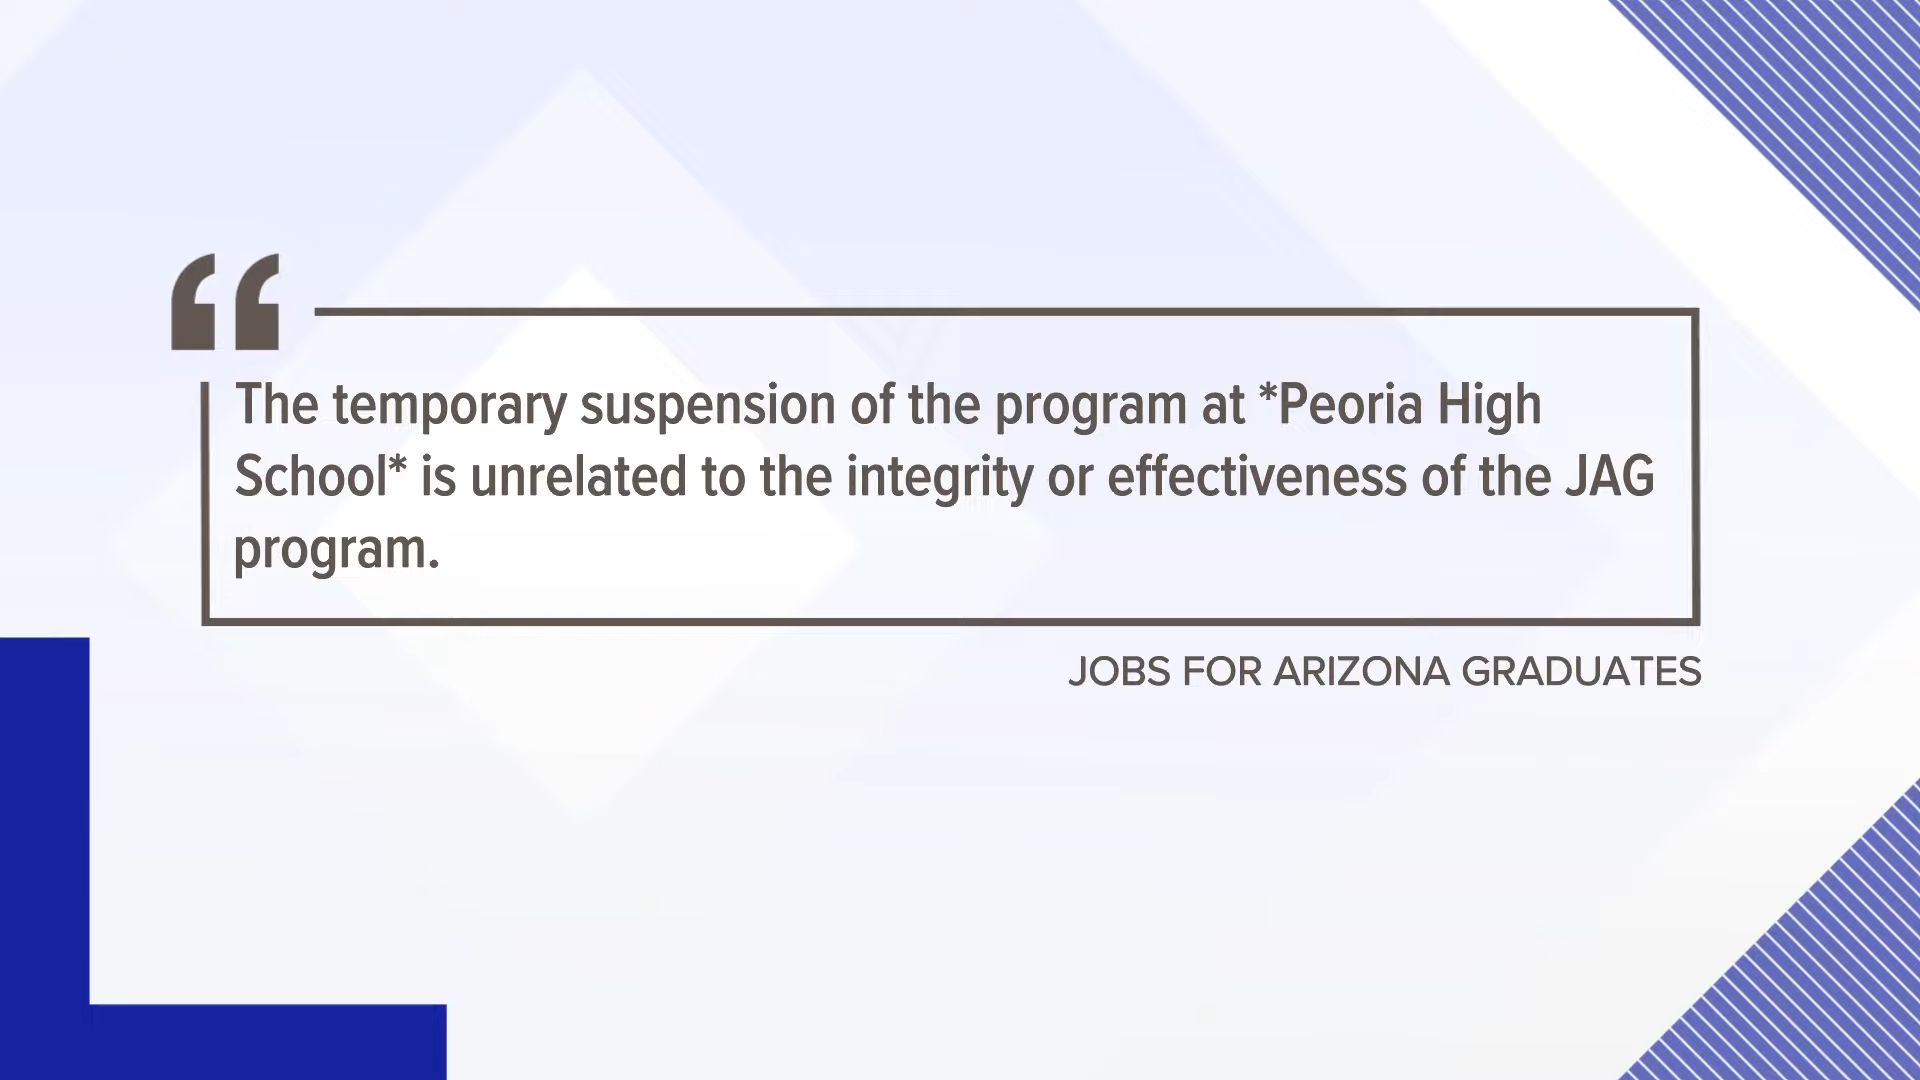 “
The temporary suspension of the program at *Peoria High
School* is unrelated to the integrity or effectiveness of the JAG
program.
JOBS FOR ARIZONA GRADUATES